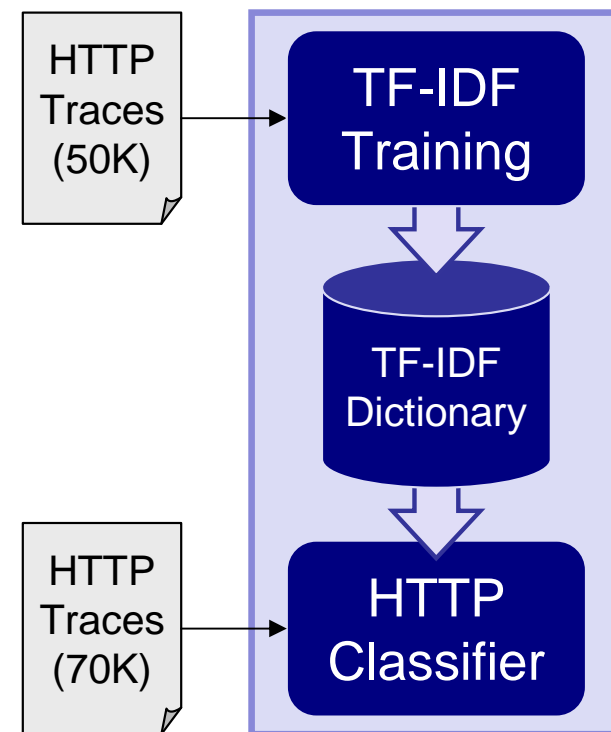 HTTP
Traces
(50K)
TF-IDF
Training
TF-IDF
Dictionary
HTTP
Traces
(70K)
HTTP
Classifier